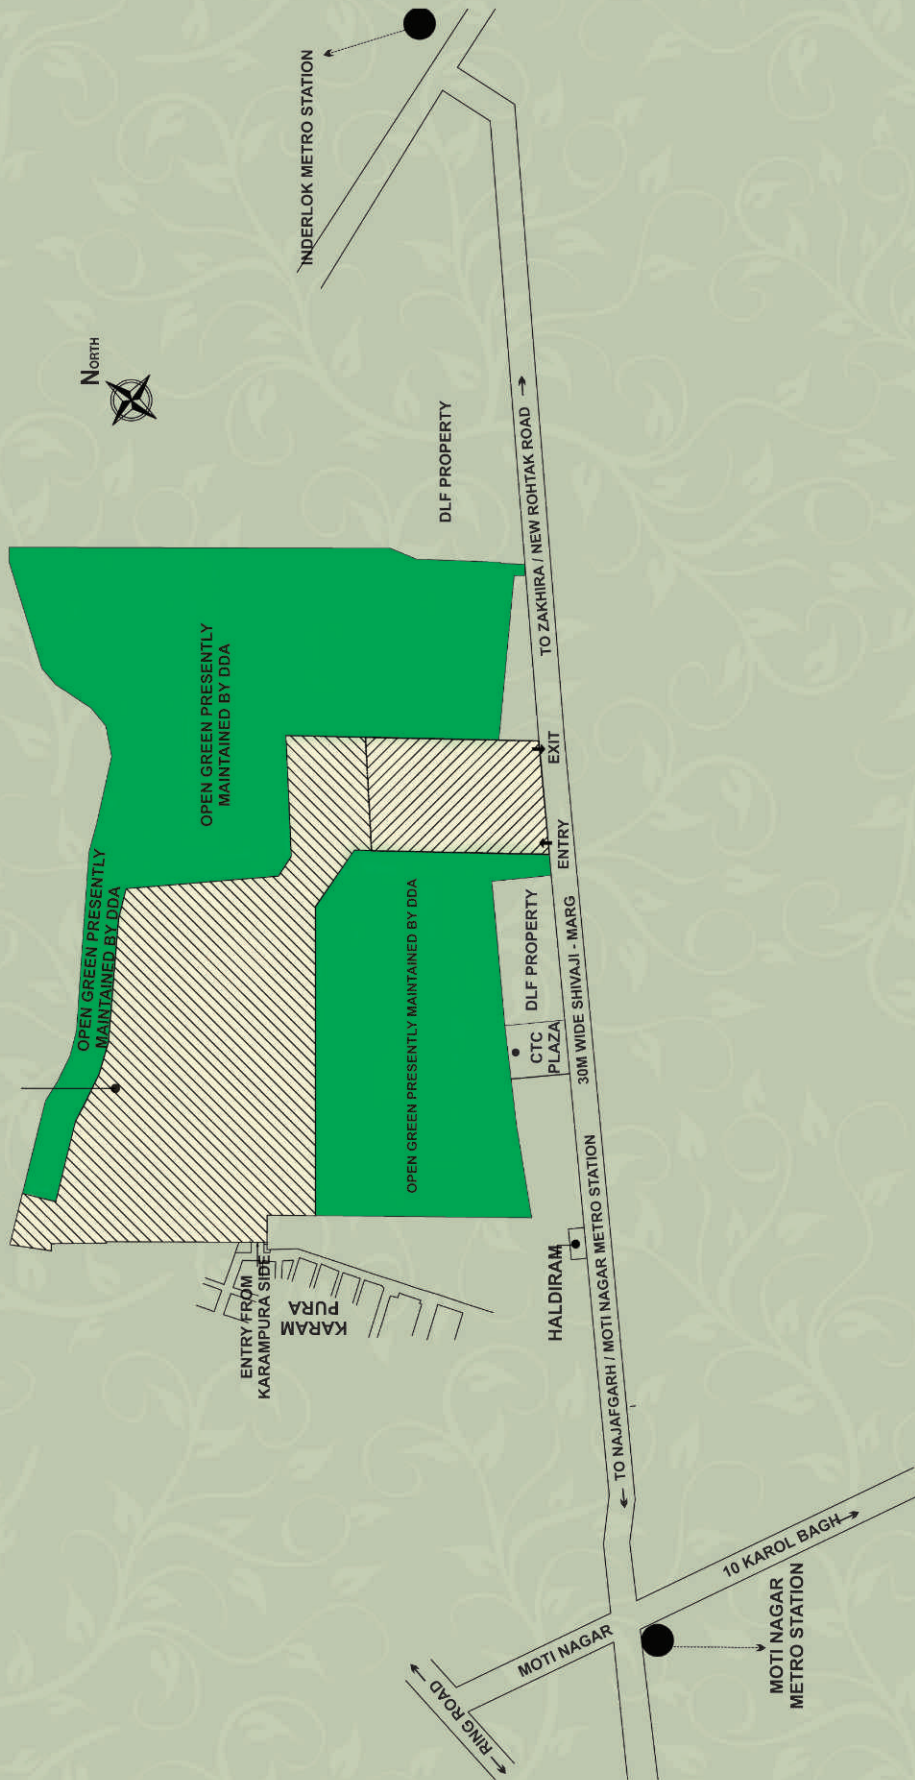 INDERLOK METRO STATION
NORTH
DLF PROPERTY
TO ZAKHIRA / NEW ROHTAK ROAD →
OPEN GREEN PRESENTLY
MAINTAINED BY DDA
EXIT
ENTRY
OPEN GREEN PRESENTLY
MAINTAINED BY DDA
OPEN GREEN PRESENTLY MAINTAINED BY DDA
DLF PROPERTY
CTC
PLAZA
30M WIDE SHIVAJI - MARG
ENTRY FROM
KARAMPURA SIDE
KARAM
PURA
HALDIRAM
← TO NAJAFGARH / MOTI NAGAR METRO STATION
10 KAROL BAGH
MOTI NAGAR
← RING ROAD →
MOTI NAGAR
METRO STATION